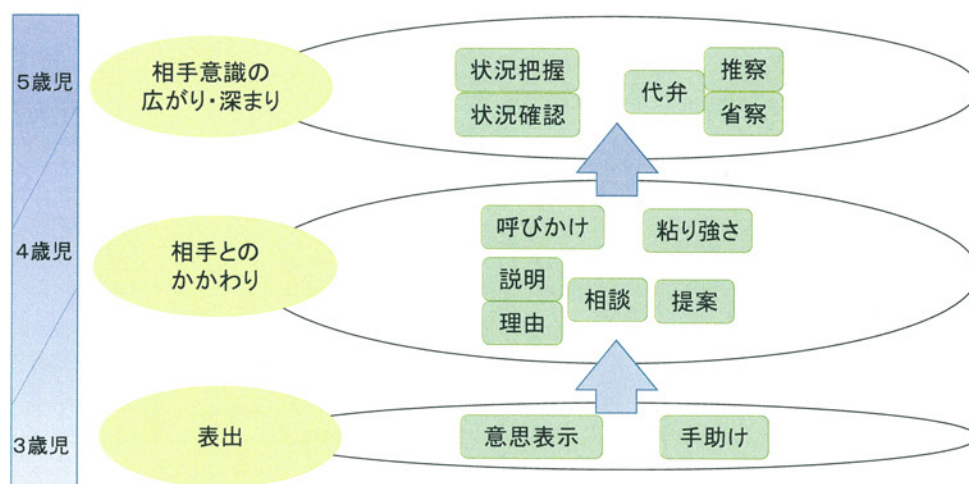 5歳児
相手意識の
広がり・深まり
状況把握
状況確認
代弁
推察
省察
4歳児
相手との
かかわり
呼びかけ
粘り強さ
説明
理由
相談
提案
3歳児
表出
意思表示
手助け